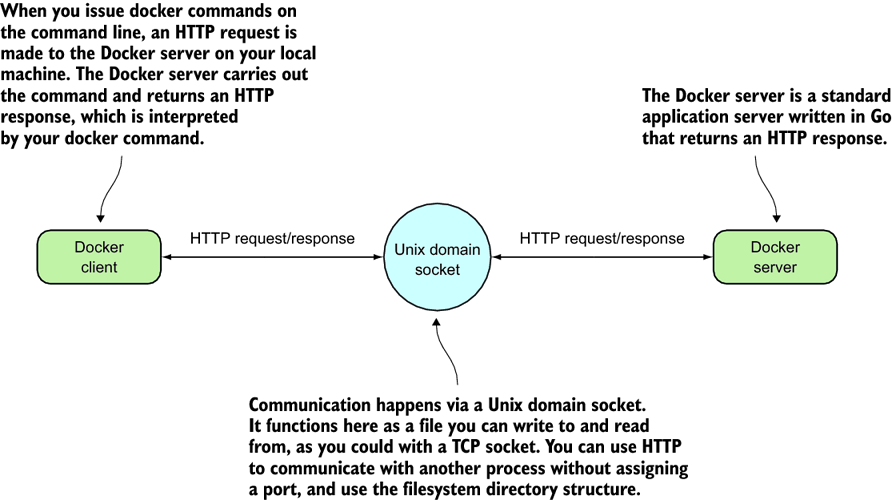 When you issue docker commands on
the command line, an HTTP request is
made to the Docker server on your local
machine. The Docker server carries out
the command and returns an HTTP
response, which is interpreted
by your docker command.
The Docker server is a standard
application server written in Go
that returns an HTTP response.
Docker
client
HTTP request/response
Unix domain
socket
HTTP request/response
Docker
server
Communication happens via a Unix domain socket.
It functions here as a file you can write to and read
from, as you could with a TCP socket. You can use HTTP
to communicate with another process without assigning
a port, and use the filesystem directory structure.